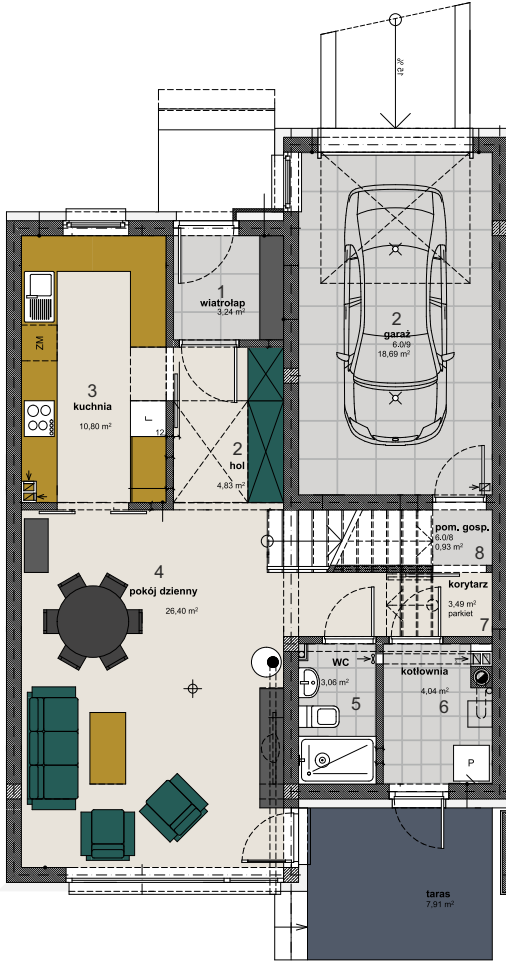 15 %
1
wiatrołap
3,24 m²
2
garaż
6.0/9
18,69 m²
ZM
3
kuchnia
10,80 m²
L
12
2
hol
4,83 m²
pom. gosp.
6.0/8
0,93 m²
8
4
pokój dzienny
26,40 m²
korytarz
3,49 m²
parkiet
7
WC
3,06 m²
5
kotłownia
4,04 m²
6
P
taras
7,91 m²